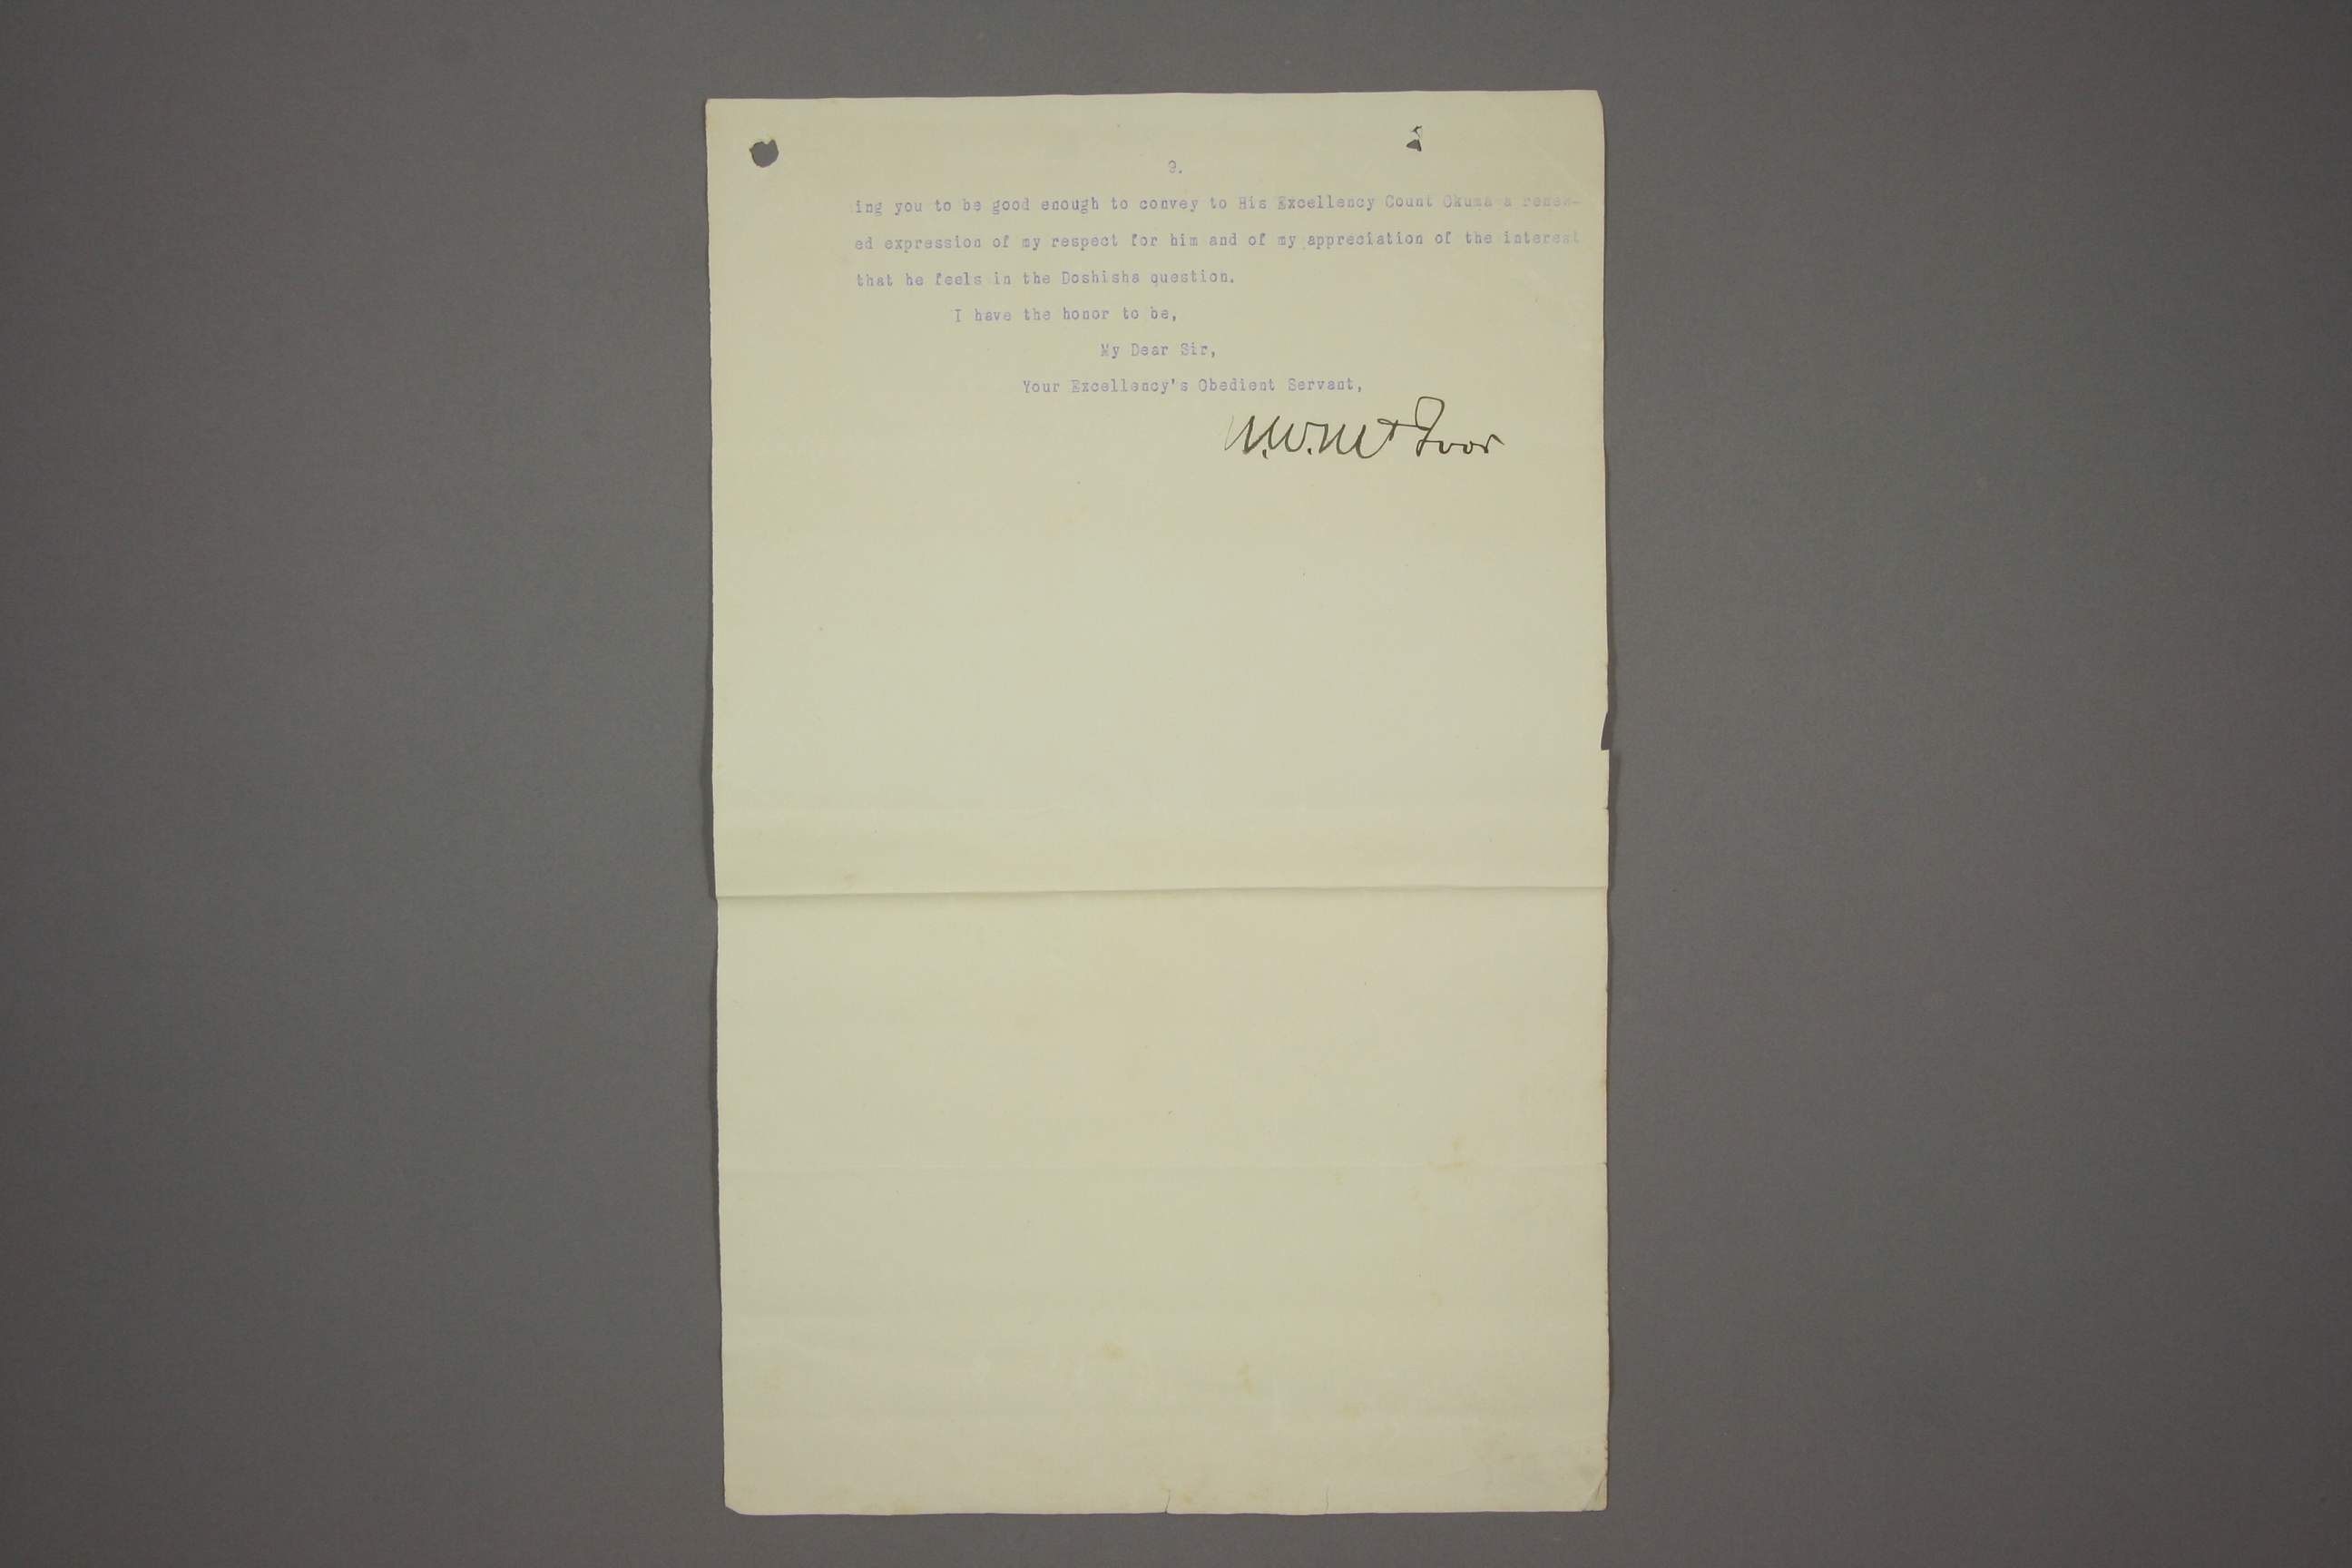 9.
ing you to be good enough to convey to His Excellency Count Okuma a renew-
ed expression of my respect for him and of my appreciation of the interest
that he feels in the Doshisha question.
I have the honor to be,
My Dear Sir,
Your Excellency's Obedient Servant,
N.W. McIvor